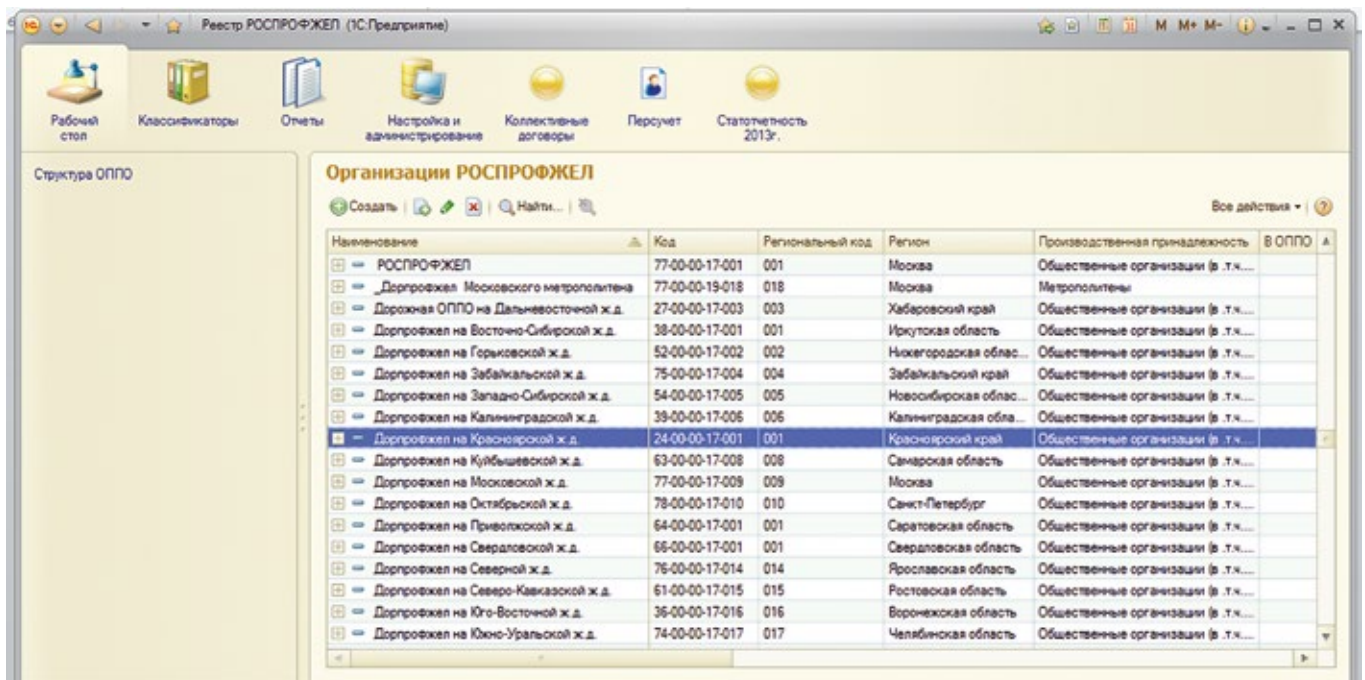 Реестр РОСПРОФЖЕЛ (1С:Предприятие)
M M+ M-
Рабочий стол
Классификаторы
Отчеты
Настройка и администрирование
Коллективные договоры
Персучет
Статотчетность 2013г.
Структура ОППО
Организации РОСПРОФЖЕЛ
Создать Найти... Все действия
Наименование Код Региональный код Регион Производственная принадлежность В ОППО
РОСПРОФЖЕЛ 77-00-00-17-001 001 Москва Общественные организации (в .т.ч....
_Дорпрофжел Московского метрополитена 77-00-00-19-018 018 Москва Метрополитены
Дорожная ОППО на Дальневосточной ж.д. 27-00-00-17-003 003 Хабаровский край Общественные организации (в .т.ч....
Дорпрофжел на Восточно-Сибирской ж.д. 38-00-00-17-001 001 Иркутская область Общественные организации (в .т.ч....
Дорпрофжел на Горьковской ж.д. 52-00-00-17-002 002 Нижегородская облас... Общественные организации (в .т.ч....
Дорпрофжел на Забайкальской ж.д. 75-00-00-17-004 004 Забайкальский край Общественные организации (в .т.ч....
Дорпрофжел на Западно-Сибирской ж.д. 54-00-00-17-005 005 Новосибирская облас... Общественные организации (в .т.ч....
Дорпрофжел на Калининградской ж.д. 39-00-00-17-006 006 Калиниградская обла... Общественные организации (в .т.ч....
Дорпрофжел на Красноярской ж.д. 24-00-00-17-001 001 Красноярский край Общественные организации (в .т.ч....
Дорпрофжел на Куйбышевской ж.д. 63-00-00-17-008 008 Самарская область Общественные организации (в .т.ч....
Дорпрофжел на Московской ж.д. 77-00-00-17-009 009 Москва Общественные организации (в .т.ч....
Дорпрофжел на Октябрьской ж.д. 78-00-00-17-010 010 Санкт-Петербург Общественные организации (в .т.ч....
Дорпрофжел на Приволжской ж.д. 64-00-00-17-001 001 Саратовская область Общественные организации (в .т.ч....
Дорпрофжел на Свердловской ж.д. 66-00-00-17-001 001 Свердловская область Общественные организации (в .т.ч....
Дорпрофжел на Северной ж.д. 76-00-00-17-014 014 Ярославская область Общественные организации (в .т.ч....
Дорпрофжел на Северо-Кавказской ж.д. 61-00-00-17-015 015 Ростовская область Общественные организации (в .т.ч....
Дорпрофжел на Юго-Восточной ж.д. 36-00-00-17-016 016 Воронежская область Общественные организации (в .т.ч....
Дорпрофжел на Южно-Уральской ж.д. 74-00-00-17-017 017 Челябинская область Общественные организации (в .т.ч....